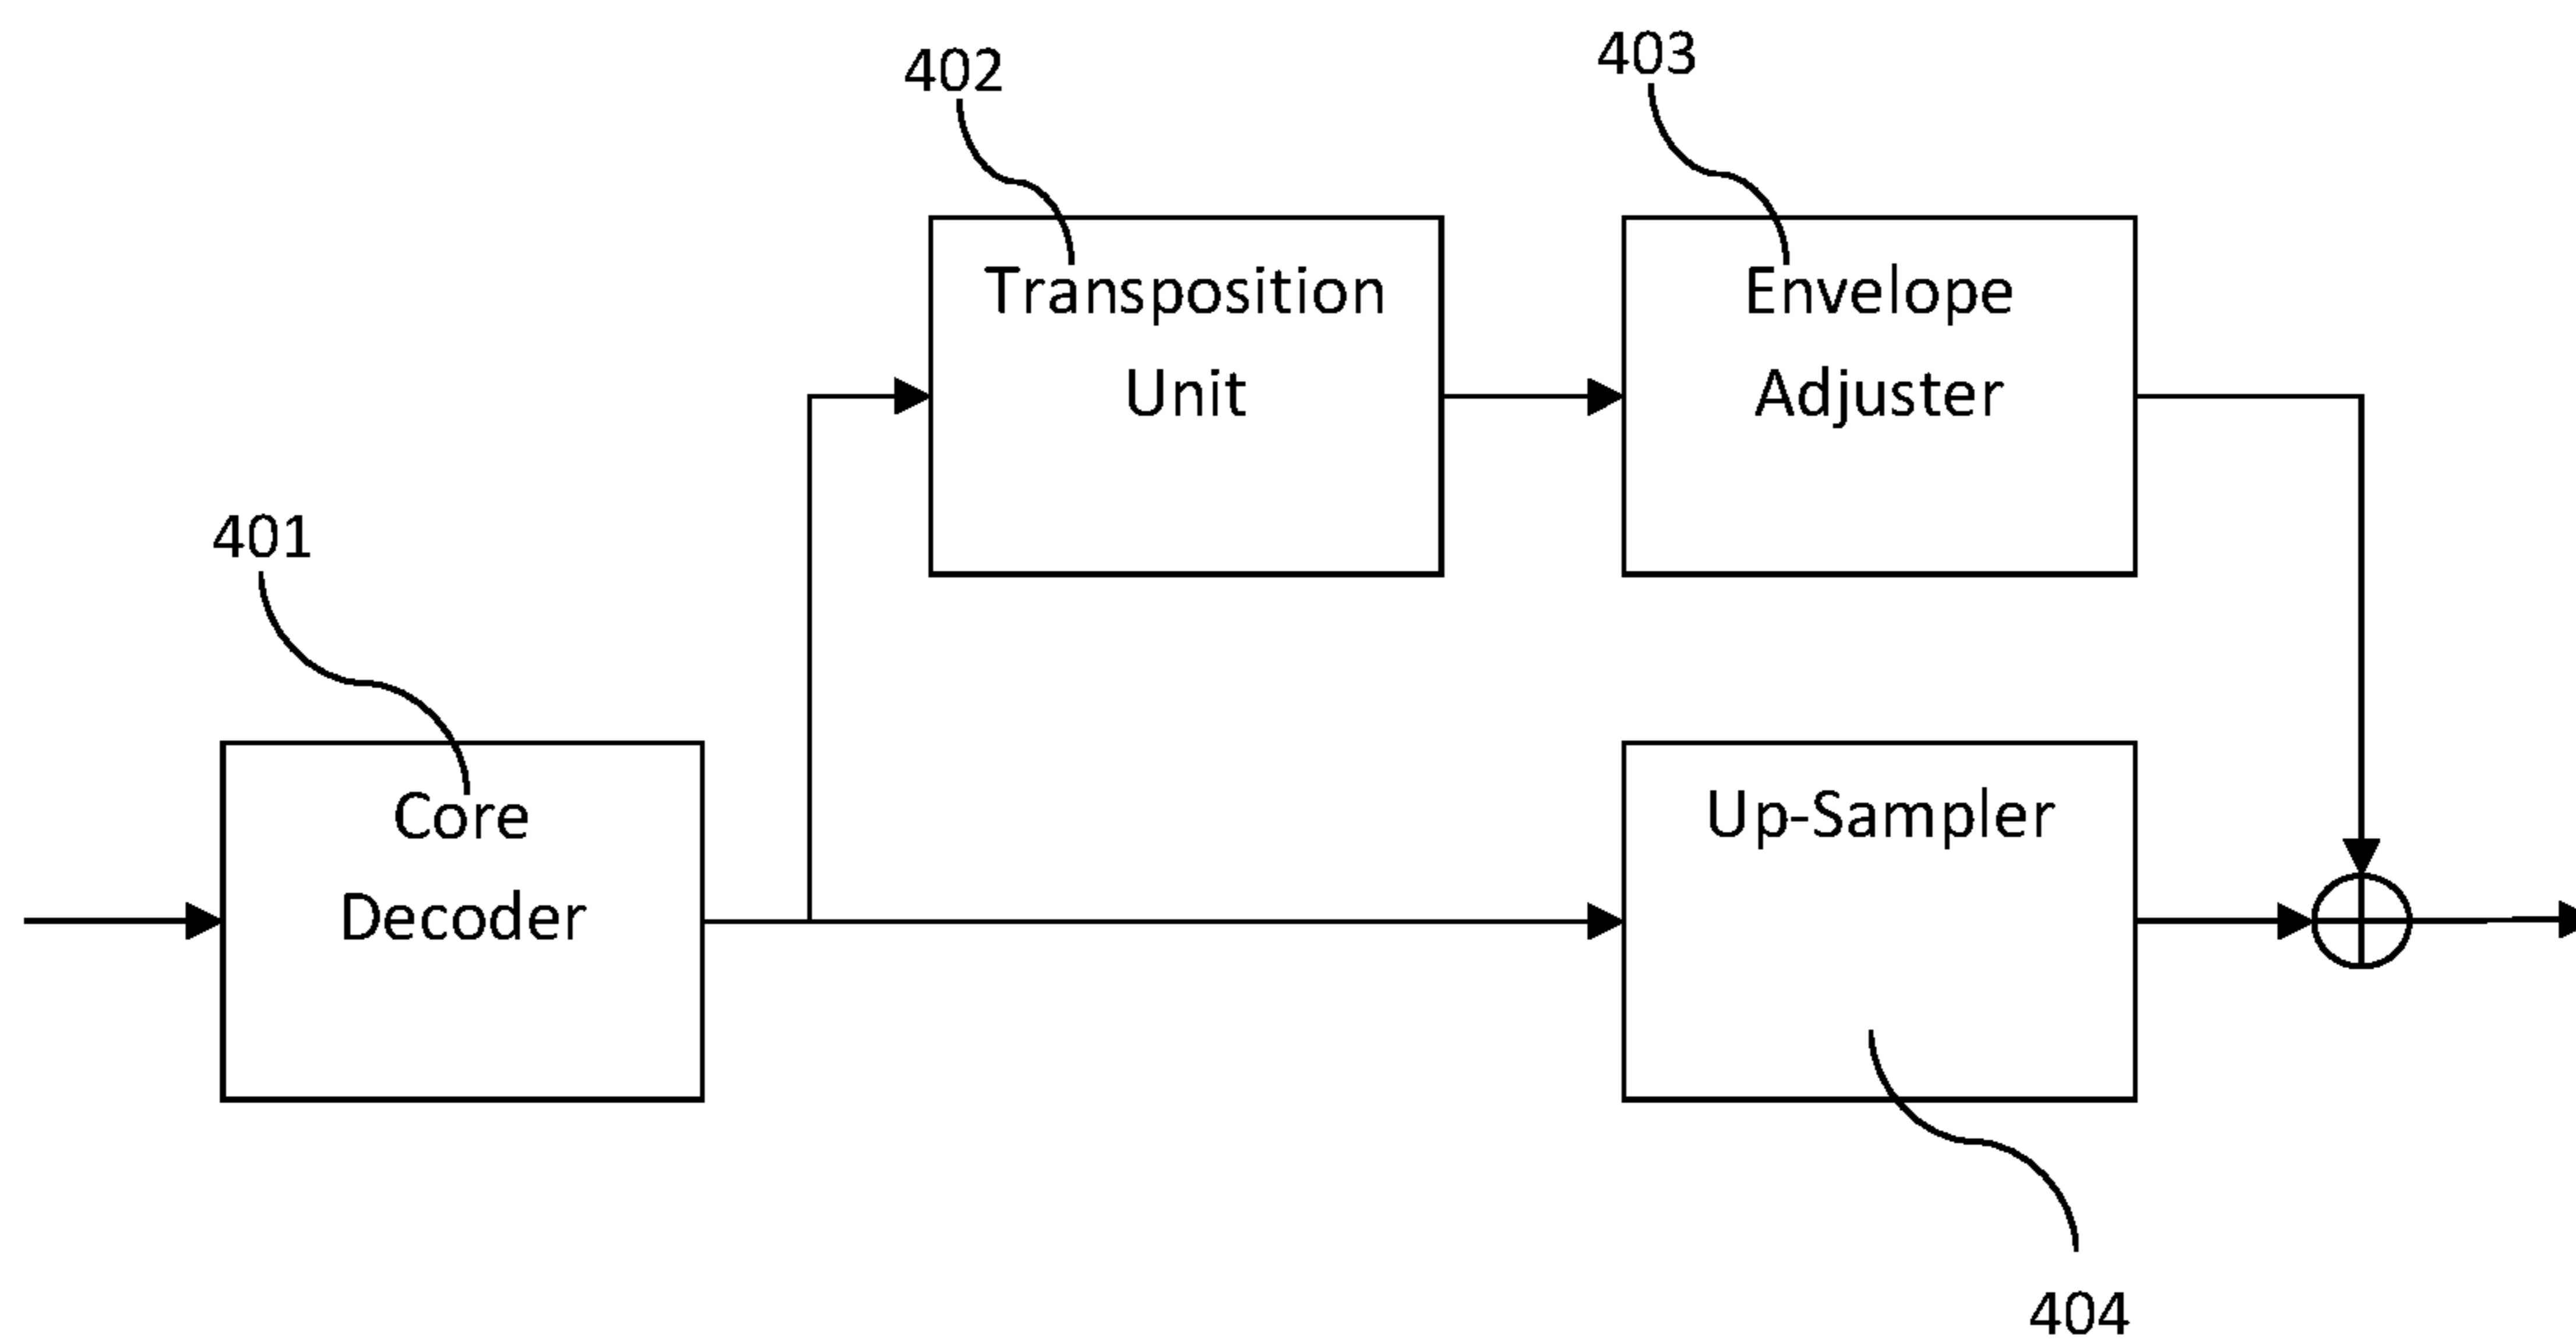 402
403
Transposition
Unit
Envelope
Adjuster
401
Core
Decoder
Up-Sampler
404